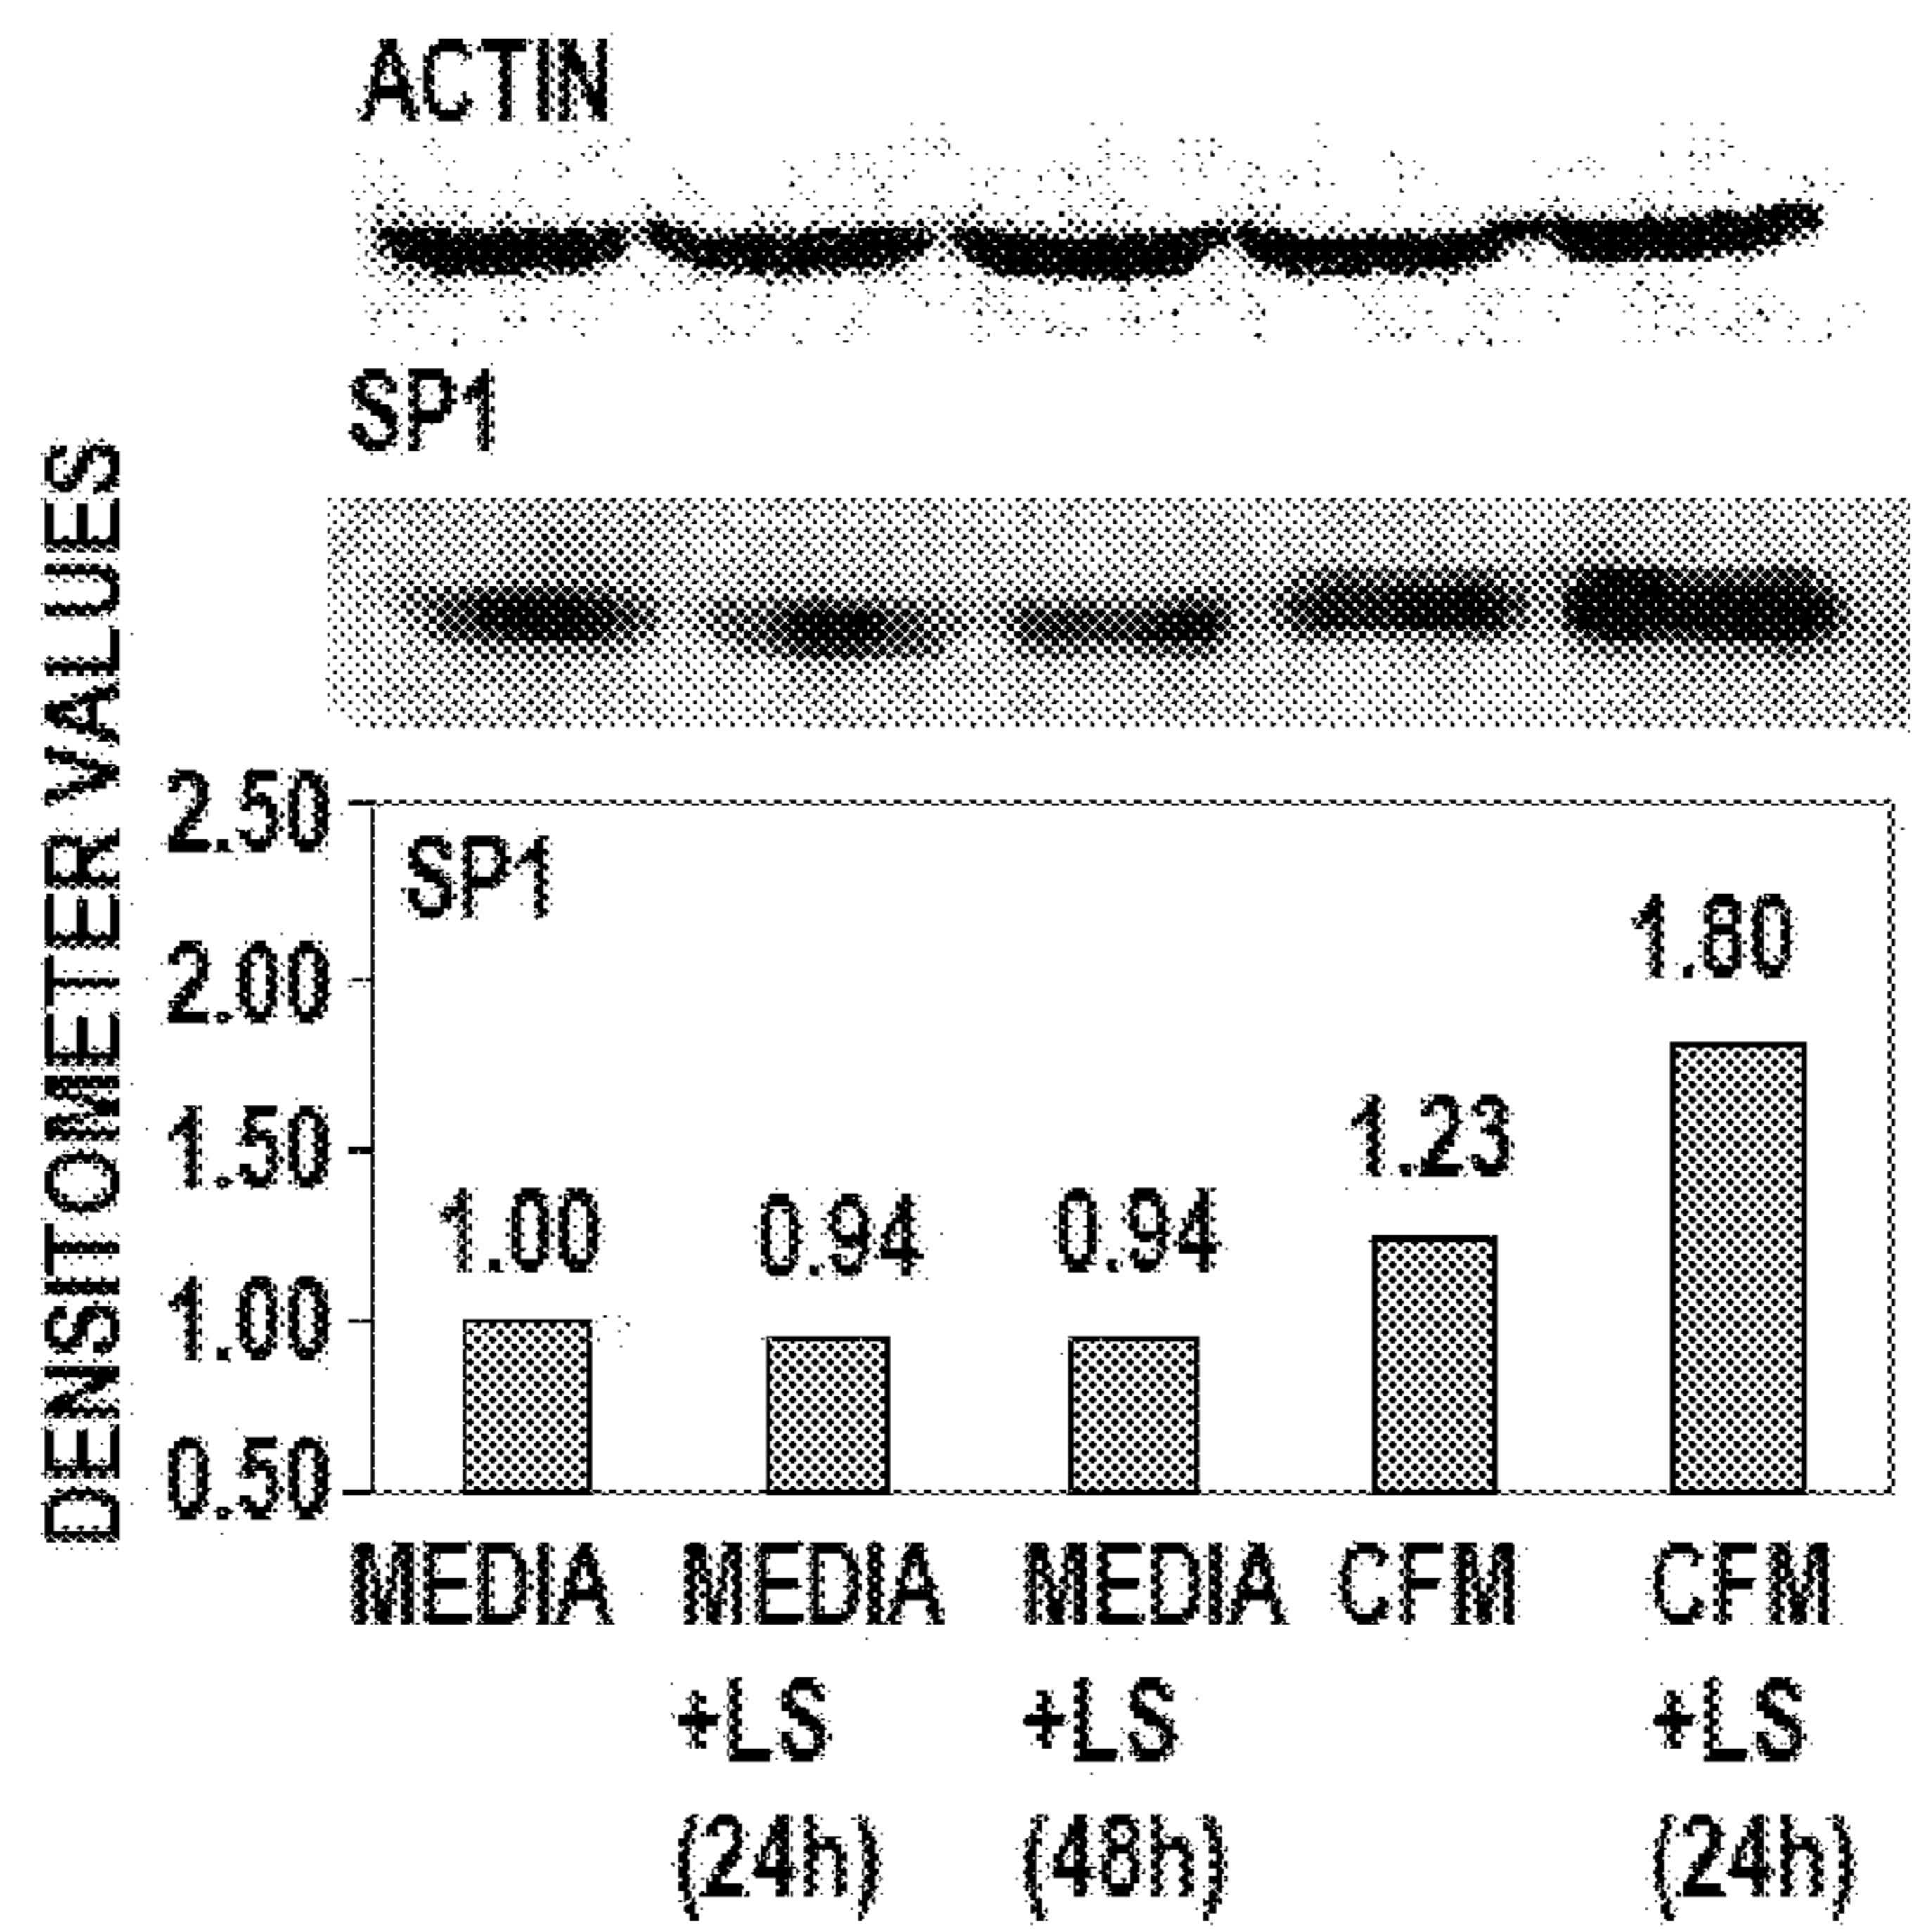 ACTIN
SP1
DENSITOMETER VALUES
2.50
2.00
1.50
1.00
0.50
SP1
1.00 0.94 0.94 1.23 1.80
MEDIA MEDIA MEDIA CFM CFM
+LS +LS +LS
(24h) (48h) (24h)